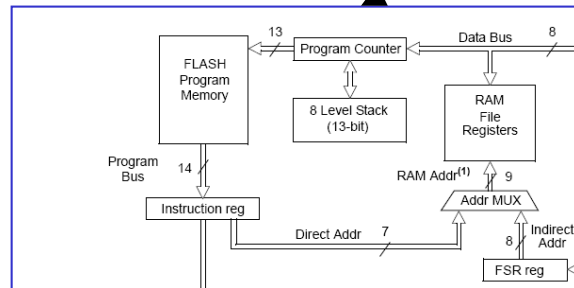 13
Program Counter
Data Bus
8
FLASH
Program
Memory
8 Level Stack
(13-bit)
RAM
File
Registers
Program
Bus
14
RAM Addr(1)
9
Instruction reg
Addr MUX
Direct Addr
7
8
Indirect
Addr
FSR reg